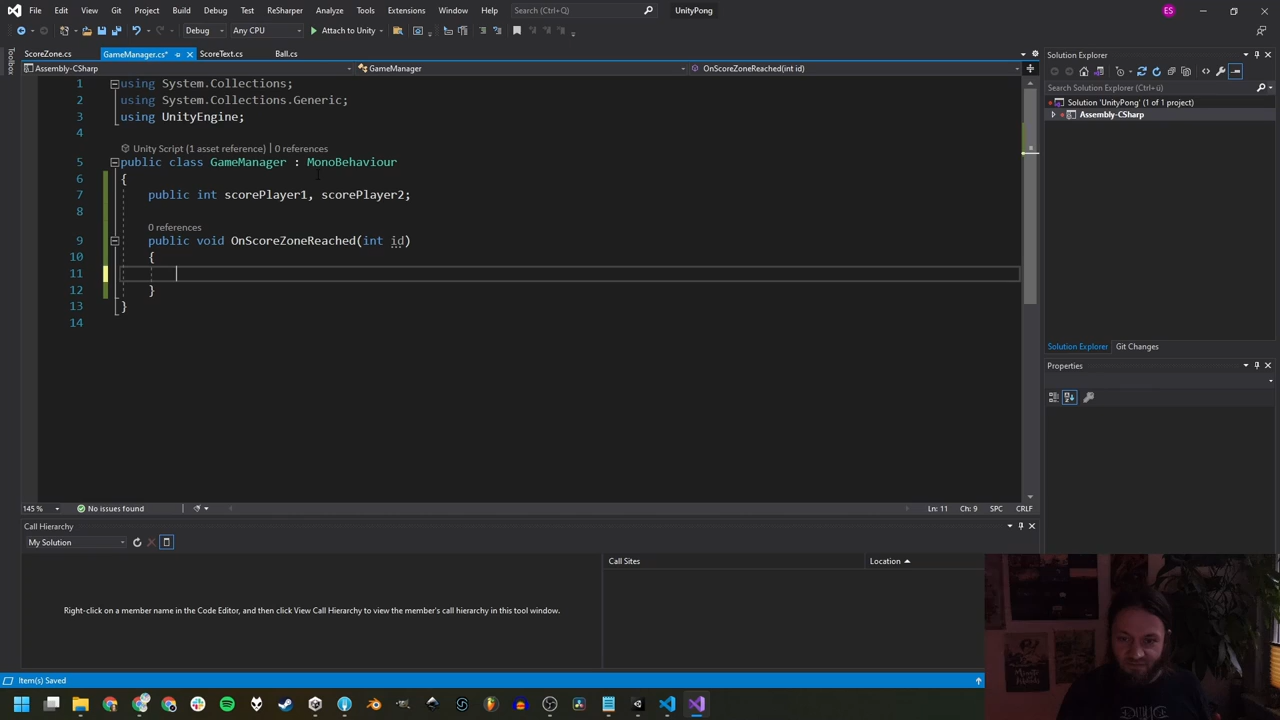 File Edit View Git Project Build Debug Test ReSharper Analyze Tools Extensions Window Help Search (Ctrl+Q) UnityPong ES
Debug Any CPU Attach to Unity
ScoreZone.cs GameManager.cs* ScoreText.cs Ball.cs
Toolbox
Assembly-CSharp GameManager OnScoreZoneReached(int id)
1 using System.Collections;
2 using System.Collections.Generic;
3 using UnityEngine;
4
Unity Script (1 asset reference) | 0 references
5 public class GameManager : MonoBehaviour
6 {
7 public int scorePlayer1, scorePlayer2;
8
0 references
9 public void OnScoreZoneReached(int id)
10 {
11
12 }
13 }
14
145 % No issues found Ln: 11 Ch: 9 SPC CRLF
Solution Explorer
Search Solution Explorer (Ctrl+ü)
Solution 'UnityPong' (1 of 1 project)
Assembly-CSharp
Solution Explorer Git Changes
Properties
Call Hierarchy
My Solution
Call Sites Location
Right-click on a member name in the Code Editor, and then click View Call Hierarchy to view the member's call hierarchy in this tool window.
Item(s) Saved